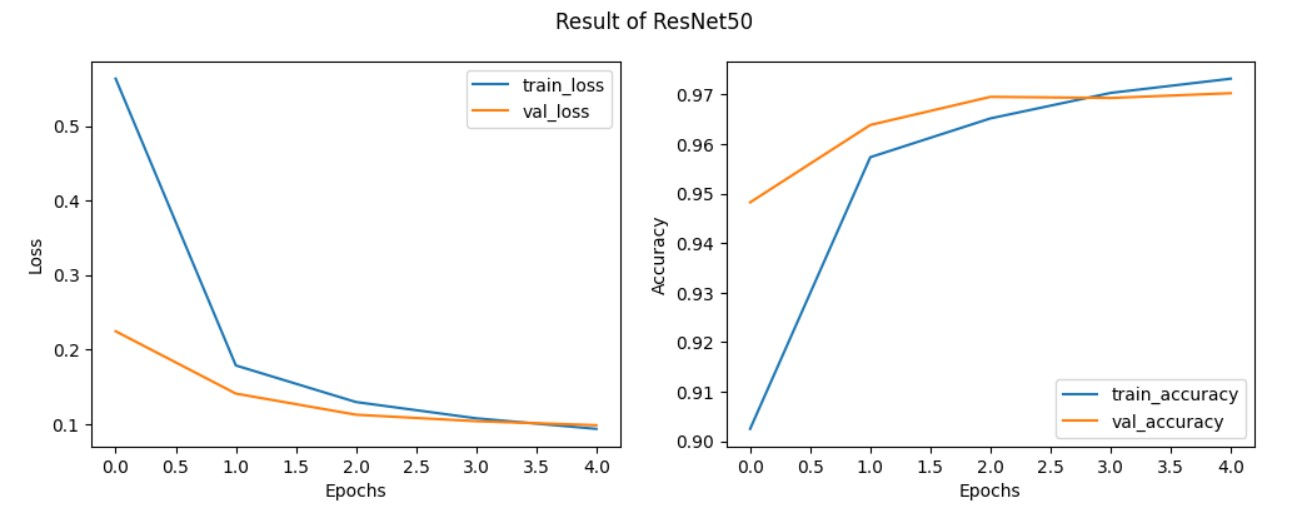 Result of ResNet50
Loss
0.5
0.4
0.3
0.2
0.1
train_loss
val_loss
0.0 0.5 1.0 1.5 2.0 2.5 3.0 3.5 4.0
Epochs
Accuracy
0.97
0.96
0.95
0.94
0.93
0.92
0.91
0.90
train_accuracy
val_accuracy
0.0 0.5 1.0 1.5 2.0 2.5 3.0 3.5 4.0
Epochs